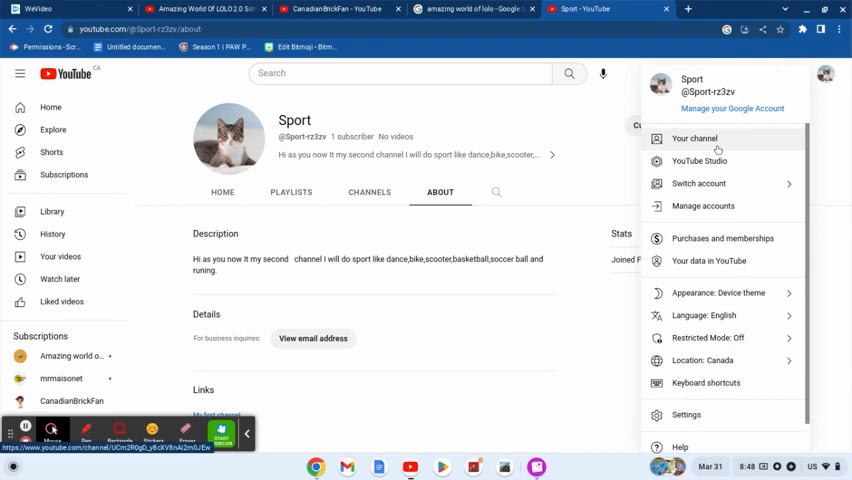 WeVideo
Amazing World Of LOLO 2.0 Sc
CanadianBrickFan - YouTube
amazing world of lolo - Google S
Sport - YouTube
youtube.com/@Sport-rz3zv/about
Permissions - Scr...
Untitled documen...
Season 1 | PAW P...
Edit Bitmoji - Bitm...
YouTube CA
Search
Sport
@Sport-rz3zv
Manage your Google Account
Home
Explore
Shorts
Subscriptions
Library
History
Your videos
Watch later
Liked videos
Subscriptions
Amazing world o...
mrmaisonet
CanadianBrickFan
Sport
@Sport-rz3zv 1 subscriber No videos
Hi as you now It my second channel I will do sport like dance,bike,scooter,...
HOME
PLAYLISTS
CHANNELS
ABOUT
Description
Hi as you now It my second channel I will do sport like dance,bike,scooter,basketball,soccer ball and
runing.
Details
For business inquiries:
View email address
Links
My first channel
Stats
Joined F
Your channel
YouTube Studio
Switch account
Manage accounts
Purchases and memberships
Your data in YouTube
Appearance: Device theme
Language: English
Restricted Mode: Off
Location: Canada
Keyboard shortcuts
Settings
Help
Mouse
Pen
Rectangle
Stickers
Eraser
START
WEBCAM
Mar 31
8:48
US